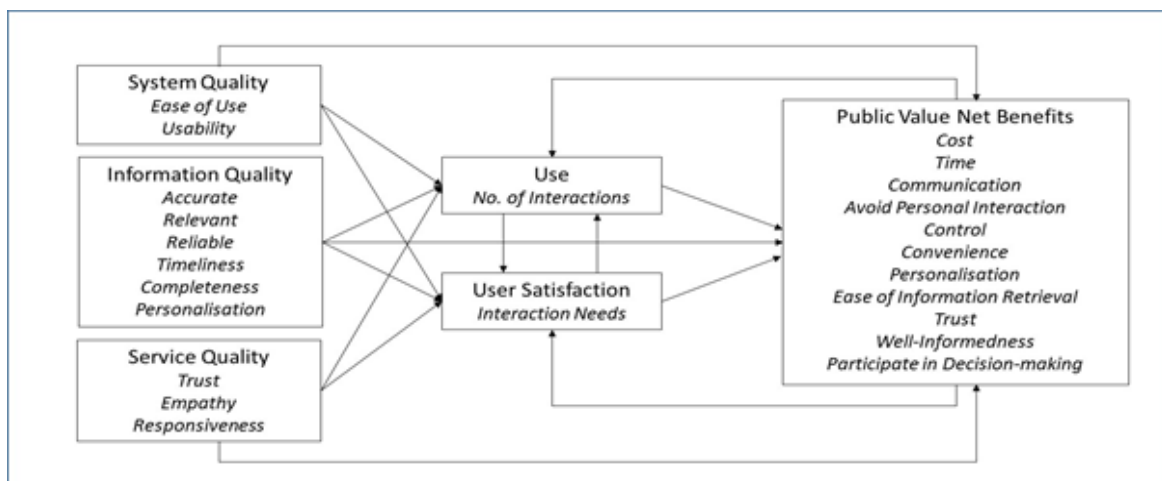 System Quality
Ease of Use
Usability
Information Quality
Accurate
Relevant
Reliable
Timeliness
Completeness
Personalisation
Service Quality
Trust
Empathy
Responsiveness
Use
No. of Interactions
User Satisfaction
Interaction Needs
Public Value Net Benefits
Cost
Time
Communication
Avoid Personal Interaction
Control
Convenience
Personalisation
Ease of Information Retrieval
Trust
Well-Informedness
Participate in Decision-making